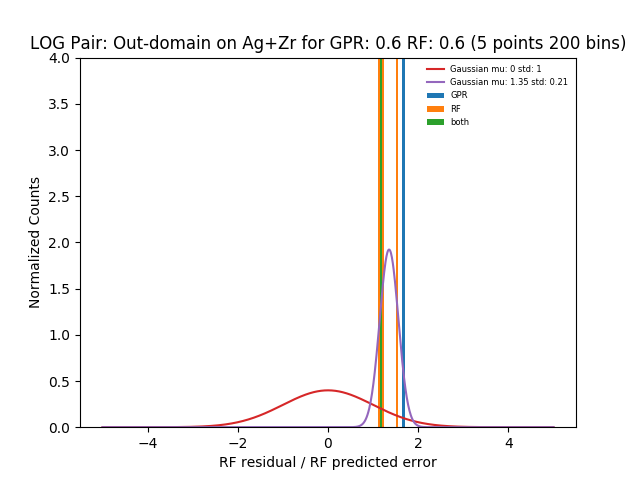 LOG Pair: Out-domain on Ag+Zr for GPR: 0.6 RF: 0.6 (5 points 200 bins)
4.0
3.5
3.0
2.5
2.0
1.5
1.0
0.5
0.0
Normalized Counts
Gaussian mu: 0 std: 1
Gaussian mu: 1.35 std: 0.21
GPR
RF
both
−4
−2
0
2
4
RF residual / RF predicted error